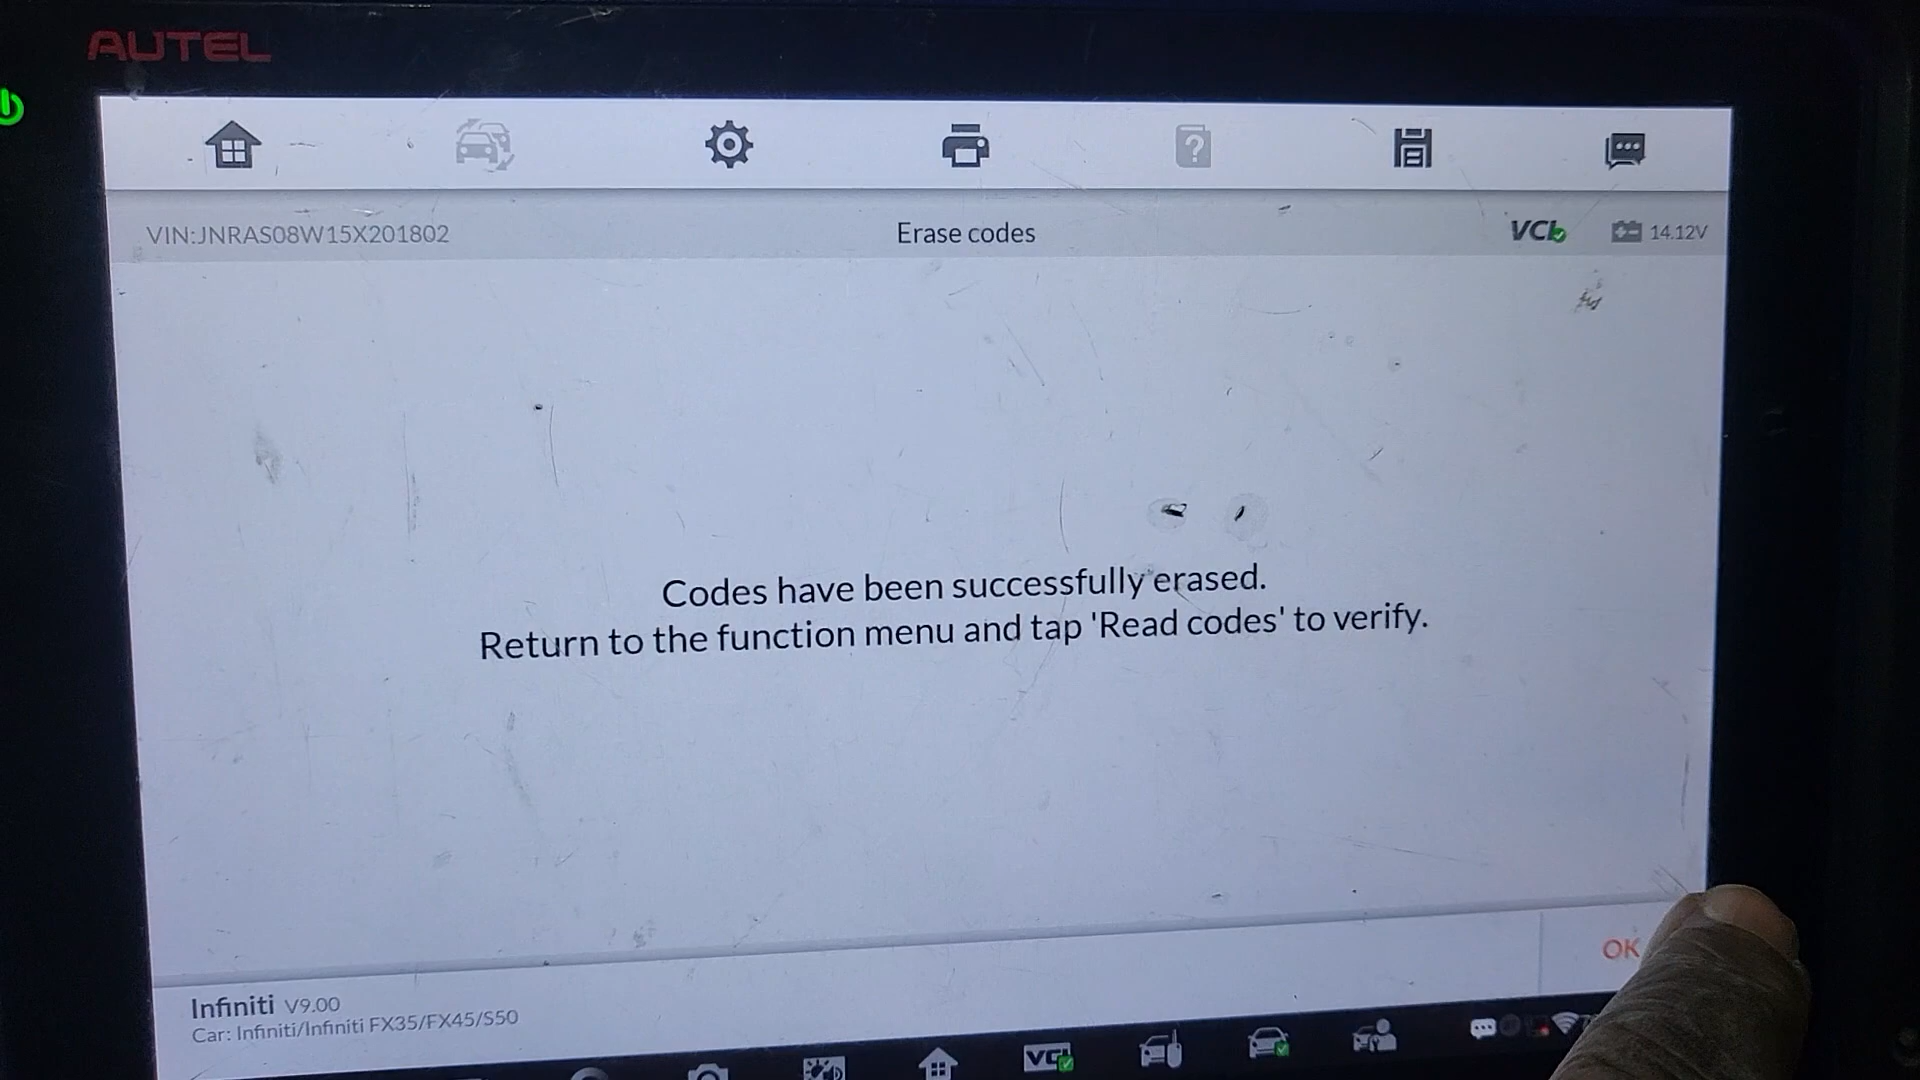 AUTEL
VIN:JNRAS08W15X201802
Erase codes
VCI
14.12V
Codes have been successfully erased.
Return to the function menu and tap 'Read codes' to verify.
OK
Infiniti V9.00
Car: Infiniti/Infiniti FX35/FX45/S50
VCI